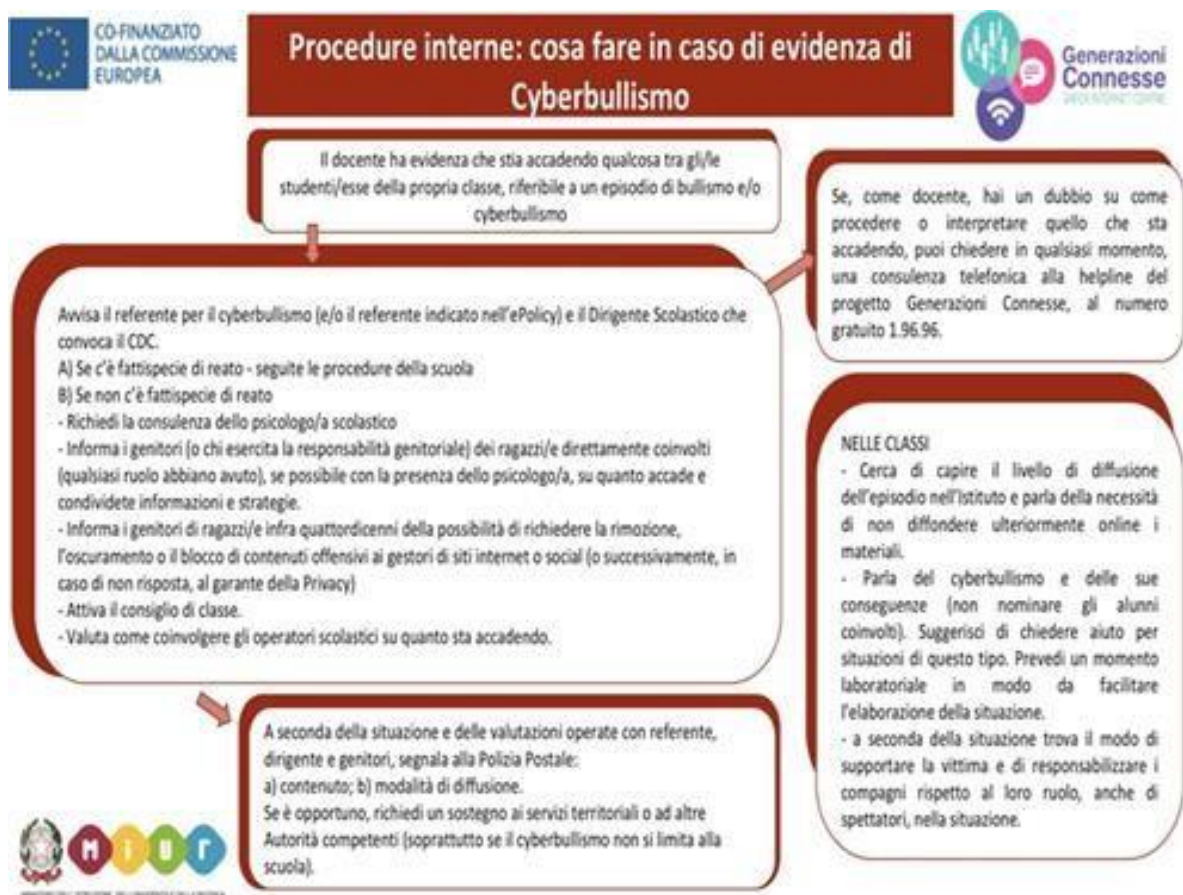 CO-FINANZIATO
DALLA COMMISSIONE
EUROPEA
Procedure interne: cosa fare in caso di evidenza di
Cyberbullismo
Generazioni
Connesse
Il docente ha evidenza che stia accadendo qualcosa tra gli/le
studenti/esse della propria classe, riferibile a un episodio di bullismo e/o
cyberbullismo
Se, come docente, hai un dubbio su come
procedere o interpretare quello che sta
accadendo, puoi chiedere in qualsiasi momento,
una consulenza telefonica alla helpline del
progetto Generazioni Connesse, al numero
gratuito 1.96.96.
Avvisa il referente per il cyberbullismo (e/o il referente indicato nell'ePolicy) e il Dirigente Scolastico che
convoca il CDC.
A) Se c'è fattispecie di reato - seguite le procedure della scuola
B) Se non c'è fattispecie di reato
- Richiedi la consulenza dello psicologo/a scolastico
- Informa i genitori (o chi esercita la responsabilità genitoriale) dei ragazzi/e direttamente coinvolti
(qualsiasi ruolo abbiano avuto), se possibile con la presenza dello psicologo/a, su quanto accade e
condividete informazioni e strategie.
- Informa i genitori di ragazzi/e infra quattordicenni della possibilità di richiedere la rimozione,
l'oscuramento o il blocco di contenuti offensivi ai gestori di siti internet o social (o successivamente, in
caso di non risposta, al garante della Privacy)
- Attiva il consiglio di classe.
- Valuta come coinvolgere gli operatori scolastici su quanto sta accadendo.
NELLE CLASSI
- Cerca di capire il livello di diffusione
dell'episodio nell'Istituto e parla della necessità
di non diffondere ulteriormente online i
materiali.
- Parla del cyberbullismo e delle sue
conseguenze (non nominare gli alunni
coinvolti). Suggerisci di chiedere aiuto per
situazioni di questo tipo. Prevedi un momento
laboratoriale in modo da facilitare
l'elaborazione della situazione.
- a seconda della situazione trova il modo di
supportare la vittima e di responsabilizzare i
compagni rispetto al loro ruolo, anche di
spettatori, nella situazione.
A seconda della situazione e delle valutazioni operate con referente,
dirigente e genitori, segnala alla Polizia Postale:
a) contenuto; b) modalità di diffusione.
Se è opportuno, richiedi un sostegno ai servizi territoriali o ad altre
Autorità competenti (soprattutto se il cyberbullismo non si limita alla
scuola).
MIUR